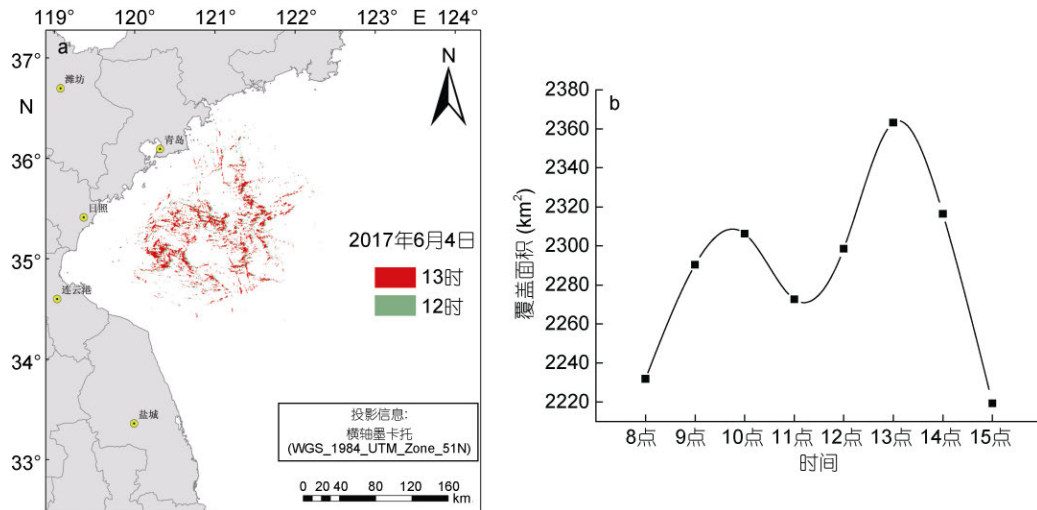 119° 120° 121° 122° E 123° 124°
a
37°
N
36°
35°
34°
33°
N
潍坊
青岛
日照
连云港
盐城
2017年6月4日
13时
12时
投影信息:
横轴墨卡托
(WGS_1984_UTM_Zone_51N)
0 20 40 80 120 160
km
b
覆盖面积 (km²)
2380
2360
2340
2320
2300
2280
2260
2240
2220
8点 9点 10点 11点 12点 13点 14点 15点
时间